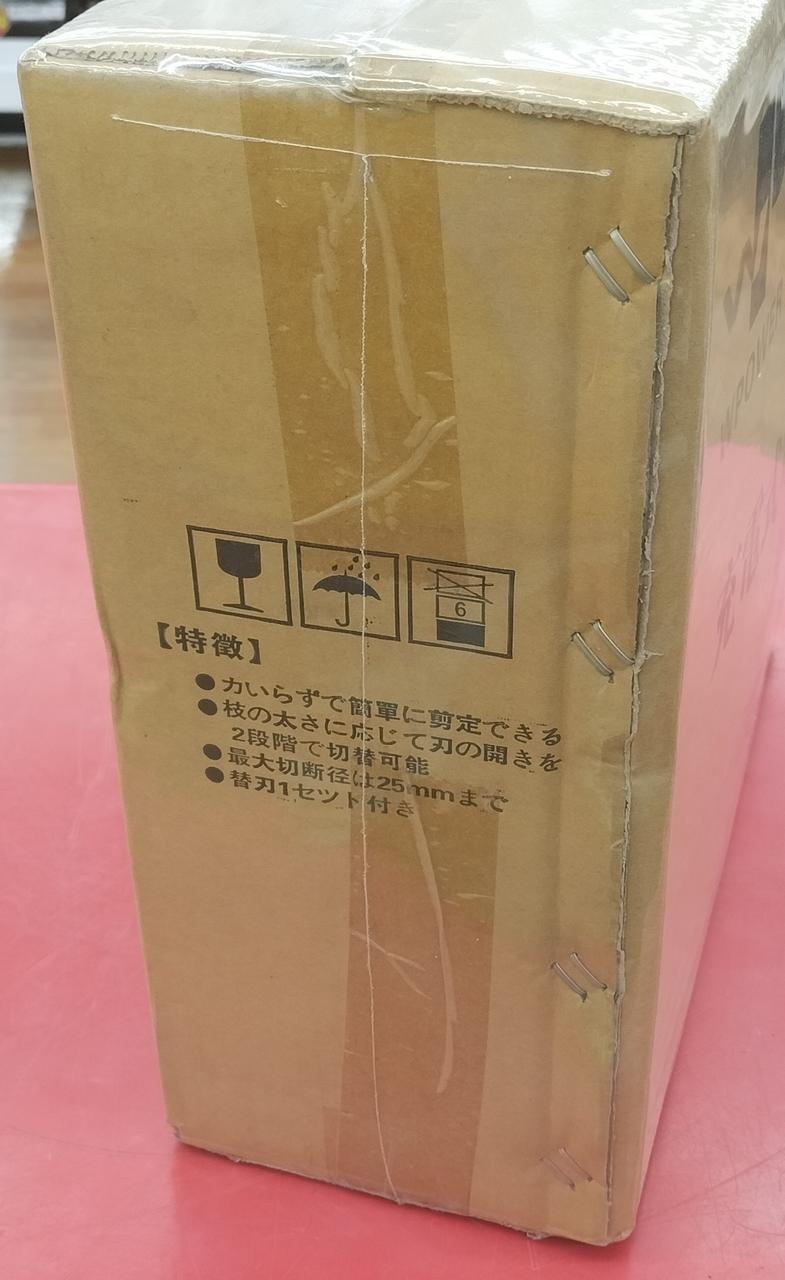 6
【特徴】
●力いらずで簡單に剪定できる
●枝の太さに応じて刃の開きを
2段階で切替可能
●最大切断径は25mmまで
●替刃1セツト付き